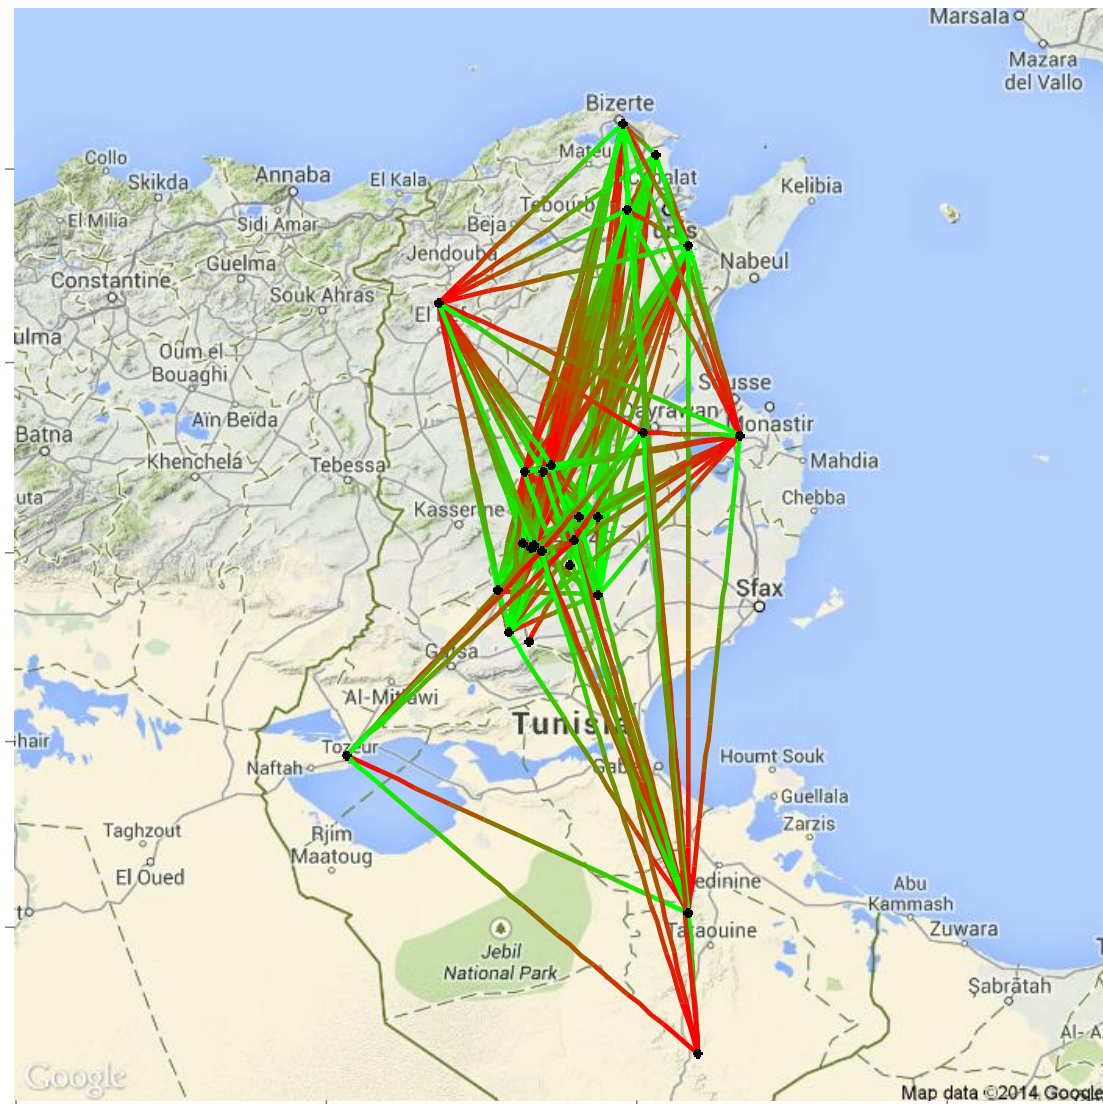 Marsala
Mazara
del Vallo
Bizerte
Collo
Skikda
Annaba
El Kala
Kelibia
El Milia
Sidi Amar
Beja
Jendouba
Guelma
Nabeul
Constantine
Souk Ahras
Oum el
Bouaghi
Aïn Beïda
Batna
Khenchela
Tebessa
Mahdia
Chebba
Kasserine
Sfax
Al-Mitlawi
Tunisia
Tozeur
Naftah
Houmt Souk
Guellala
Zarzis
Taghzout
El Oued
Rjim
Maatoug
Abu
Kammash
Tataouine
Zuwara
Jebil
National Park
Şabrātah
Google
Map data ©2014 Google